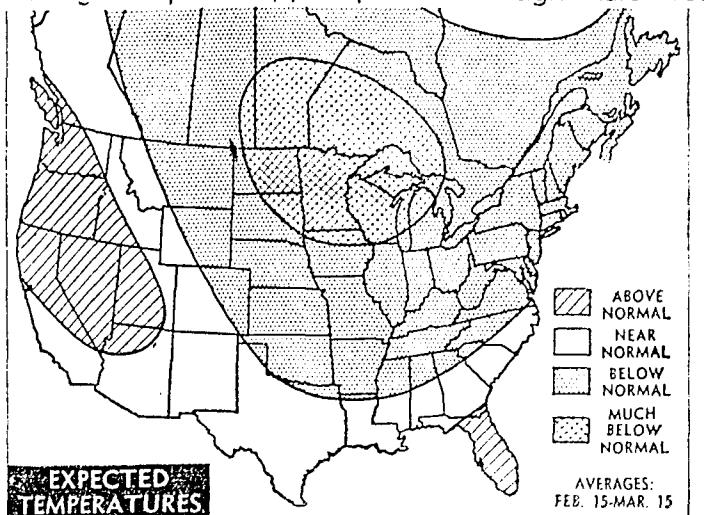 ABOVE
NORMAL
NEAR
NORMAL
BELOW
NORMAL
MUCH
BELOW
NORMAL
EXPECTED
TEMPERATURES
AVERAGES:
FEB. 15-MAR. 15